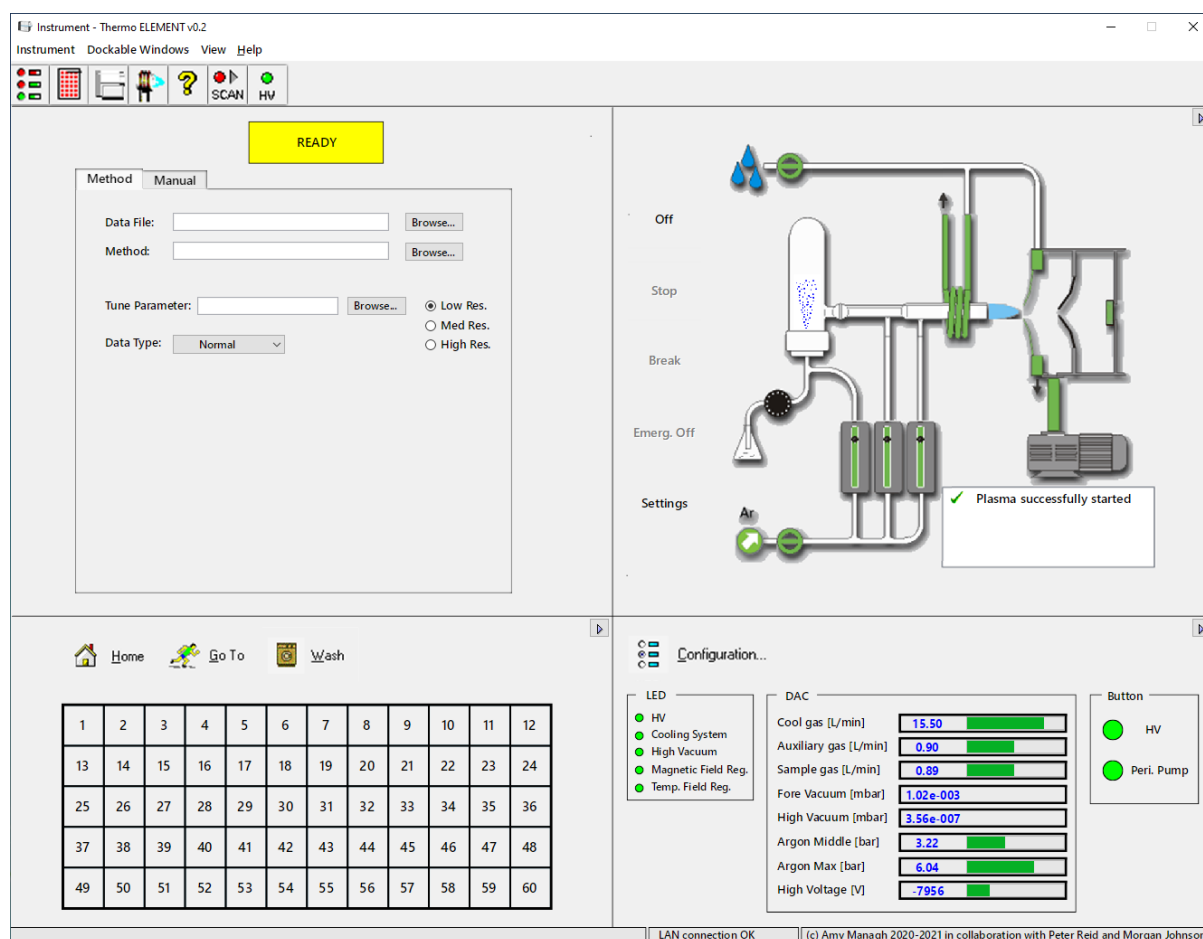 Instrument - Thermo ELEMENT v0.2
Instrument Dockable Windows View Help
SCAN HV
READY
Method Manual
Data File: Browse...
Method: Browse...
Tune Parameter: Browse... Low Res.
Med Res.
High Res.
Data Type: Normal
Off
Stop
Break
Emerg. Off
Settings
Ar
Plasma successfully started
Home Go To Wash
1 2 3 4 5 6 7 8 9 10 11 12
13 14 15 16 17 18 19 20 21 22 23 24
25 26 27 28 29 30 31 32 33 34 35 36
37 38 39 40 41 42 43 44 45 46 47 48
49 50 51 52 53 54 55 56 57 58 59 60
Configuration...
LED
HV
Cooling System
High Vacuum
Magnetic Field Reg.
Temp. Field Reg.
DAC
Cool gas [L/min] 15.50
Auxiliary gas [L/min] 0.90
Sample gas [L/min] 0.89
Fore Vacuum [mbar] 1.02e-003
High Vacuum [mbar] 3.56e-007
Argon Middle [bar] 3.22
Argon Max [bar] 6.04
High Voltage [V] -7956
Button
HV
Peri. Pump
LAN connection OK (c) Amy Managh 2020-2021 in collaboration with Peter Reid and Morgan Johnson